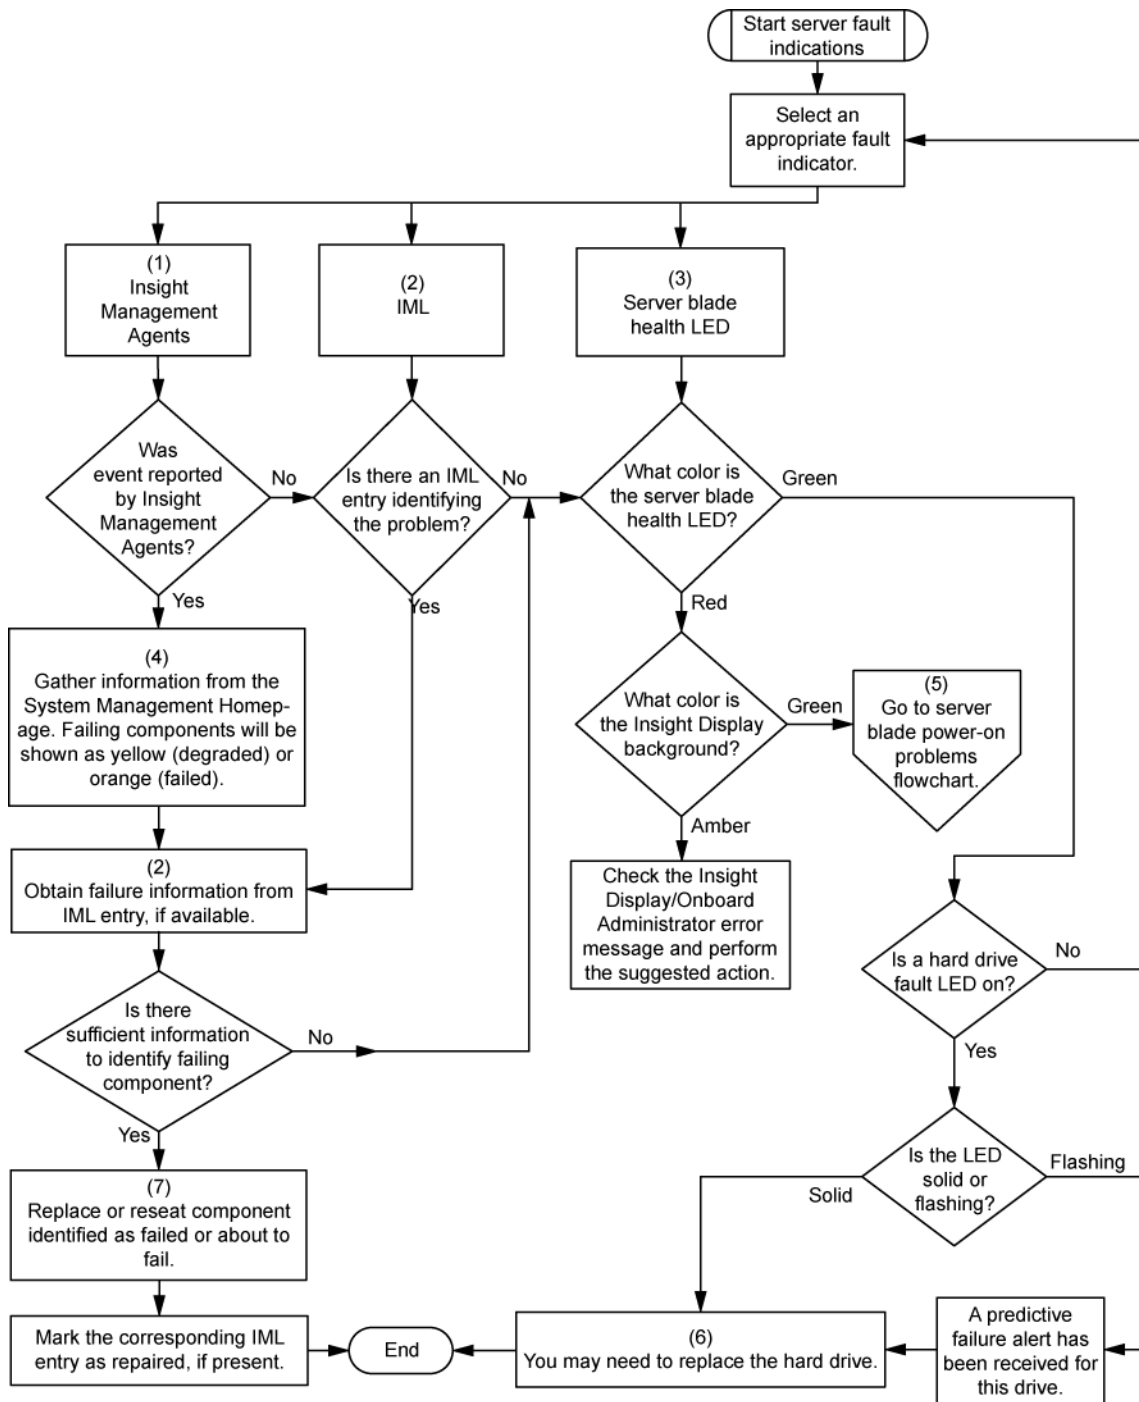 Start server fault
indications
Select an
appropriate fault
indicator.
(1)
Insight
Management
Agents
(2)
IML
(3)
Server blade
health LED
Was
event reported
by Insight
Management
Agents?
No
Yes
Is there an IML
entry identifying
the problem?
No
Yes
What color is
the server blade
health LED?
Green
Red
(4)
Gather information from the
System Management Homep-
age. Failing components will be
shown as yellow (degraded) or
orange (failed).
What color is
the Insight Display
background?
Green
Amber
(5)
Go to server
blade power-on
problems
flowchart.
(2)
Obtain failure information from
IML entry, if available.
Check the Insight
Display/Onboard
Administrator error
message and perform
the suggested action.
Is a hard drive
fault LED on?
No
Yes
Is there
sufficient information
to identify failing
component?
No
Yes
Is the LED
solid or
flashing?
Flashing
Solid
(7)
Replace or reseat component
identified as failed or about to
fail.
Mark the corresponding IML
entry as repaired, if present.
End
(6)
You may need to replace the hard drive.
A predictive
failure alert has
been received for
this drive.